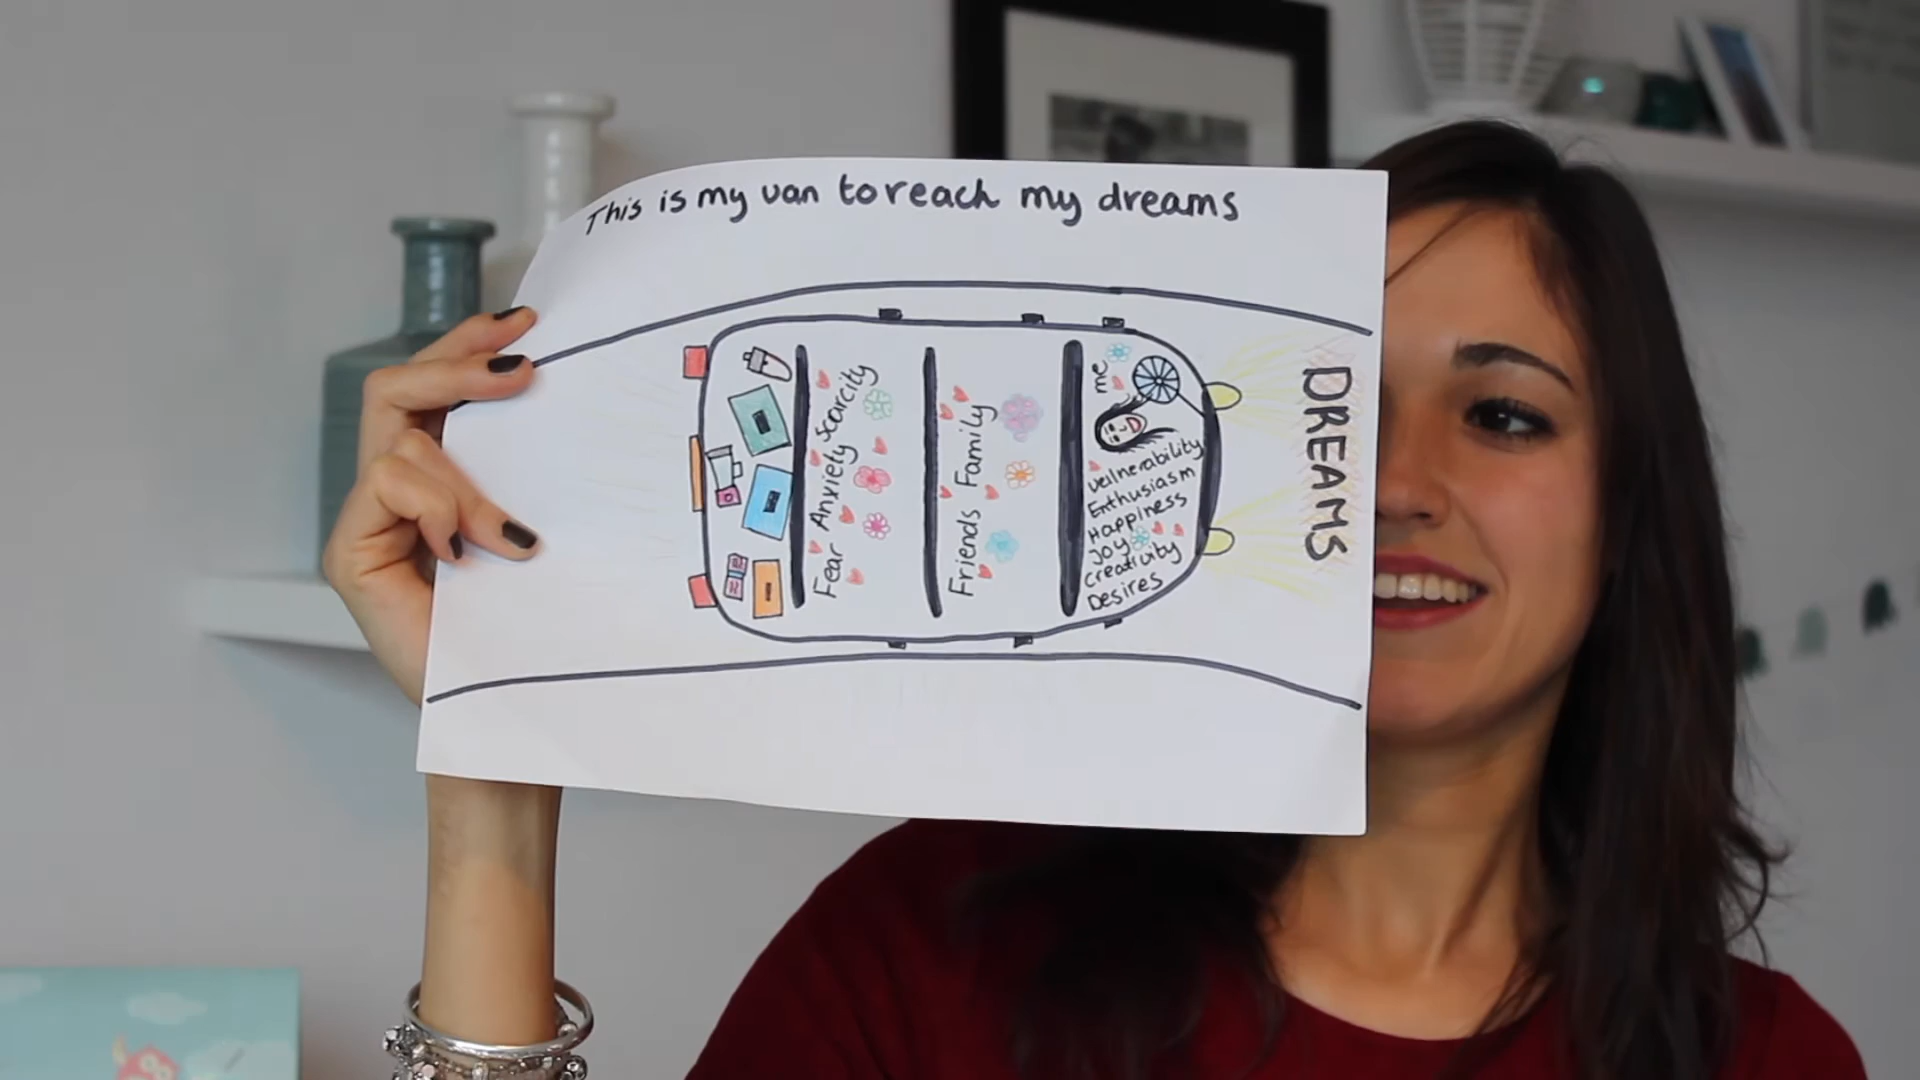 This is my van to reach my dreams
Fear Anxiety Scarcity
Friends Family
me
Vellnerability
Enthusiasm
Happiness
Joy
Creativity
Desires
DREAMS